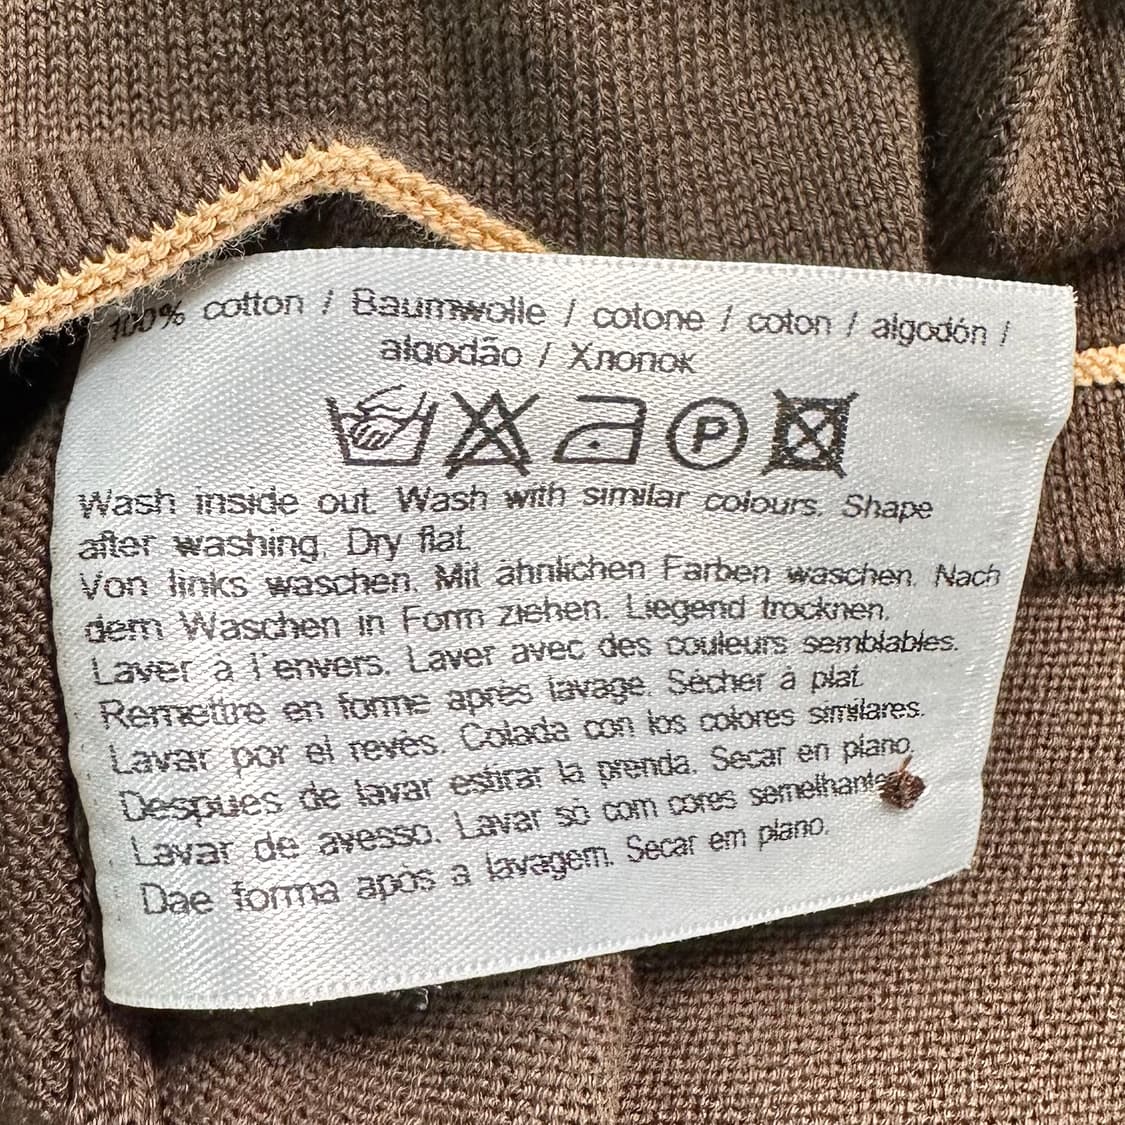 100% cotton / Baumwolle / cotone / coton / algodón /
algodão / Хлопок
P
Wash inside out. Wash with similar colours. Shape
after washing. Dry flat.
Von links waschen. Mit ähnlichen Farben waschen. Nach
dem Waschen in Form ziehen. Liegend trocknen.
Laver à l'envers. Laver avec des couleurs semblables.
Remettre en forme après lavage. Sécher à plat.
Lavar por el revés. Colada con los colores similares.
Despues de lavar estirar la prenda. Secar en plano.
Lavar de avesso. Lavar só com cores
Dae forma após a lavagem. Secar em plano.